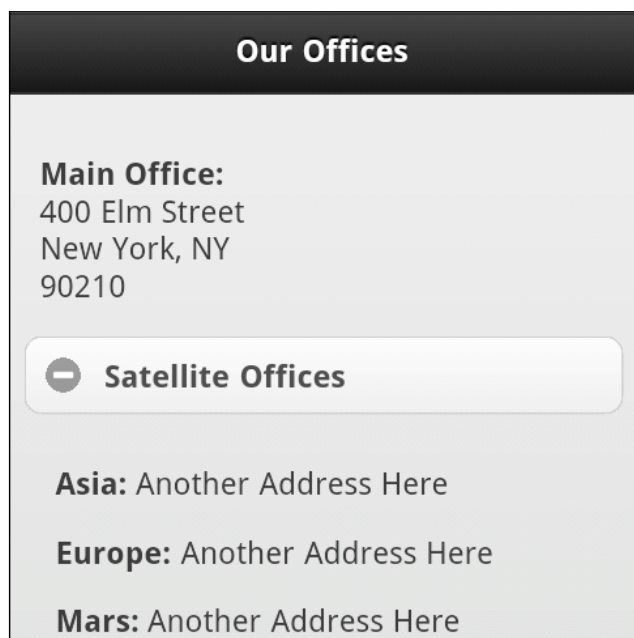 Our Offices
Main Office:
400 Elm Street
New York, NY
90210
Satellite Offices
Asia: Another Address Here
Europe: Another Address Here
Mars: Another Address Here